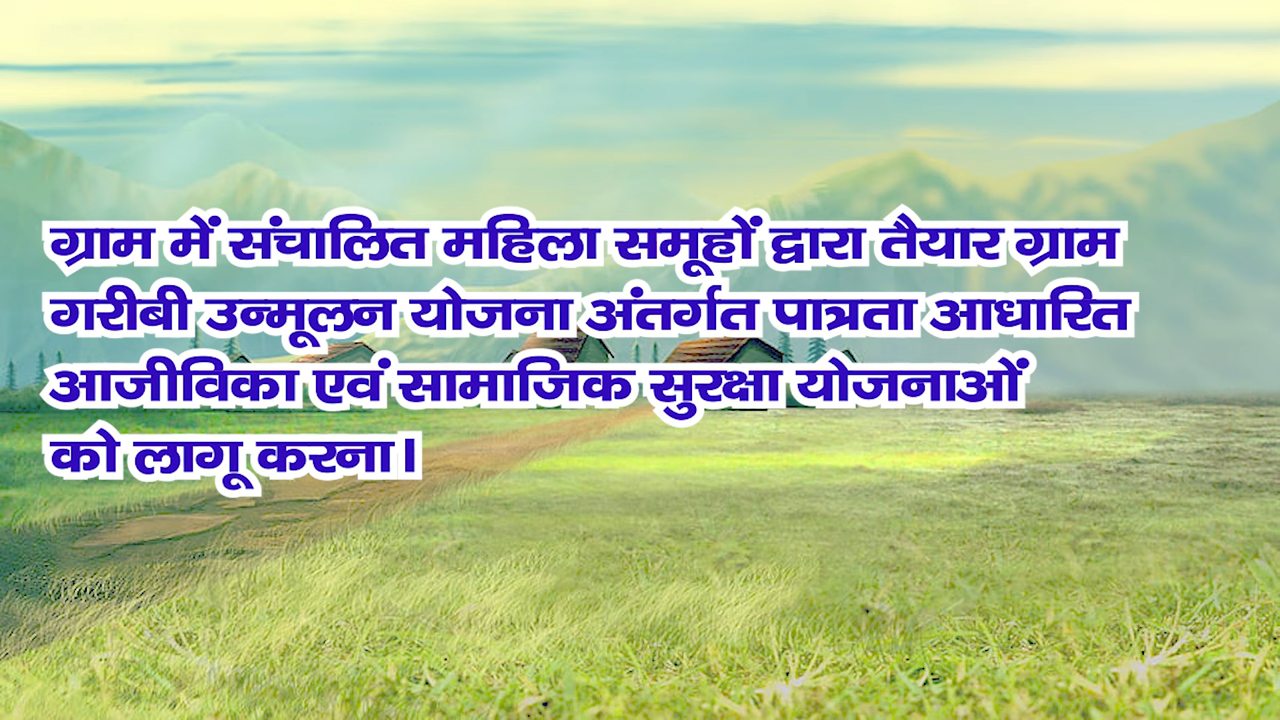 ग्राम में संचालित महिला समूहों द्वारा तैयार ग्राम
गरीबी उन्मूलन योजना अंतर्गत पात्रता आधारित
आजीविका एवं सामाजिक सुरक्षा योजनाओं
को लागू करना।